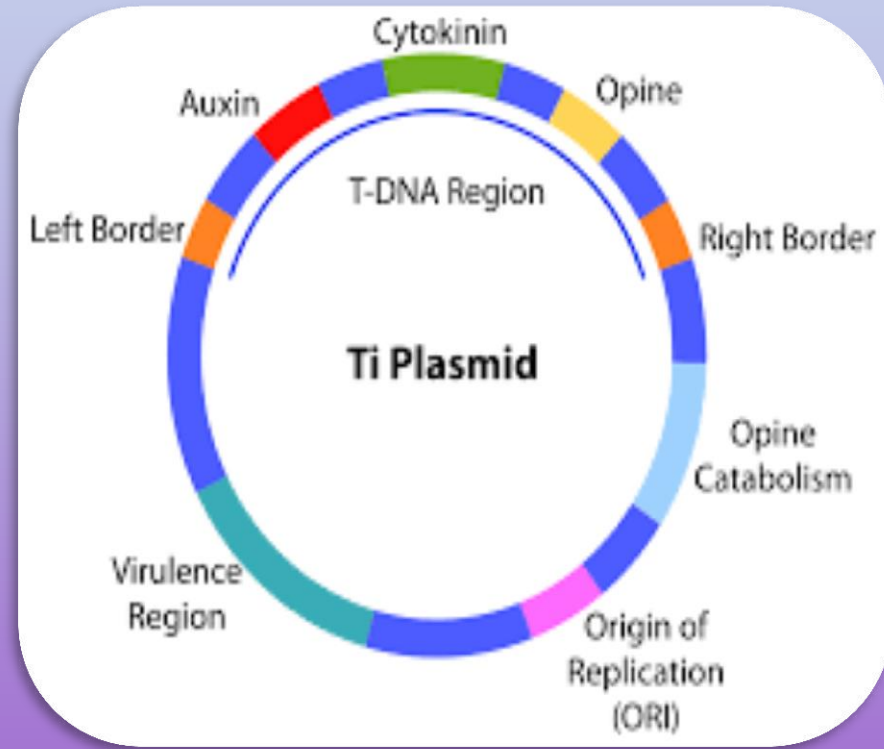 Cytokinin
Auxin
Opine
T-DNA Region
Left Border
Right Border
Ti Plasmid
Opine
Catabolism
Virulence
Region
Origin of
Replication
(ORI)